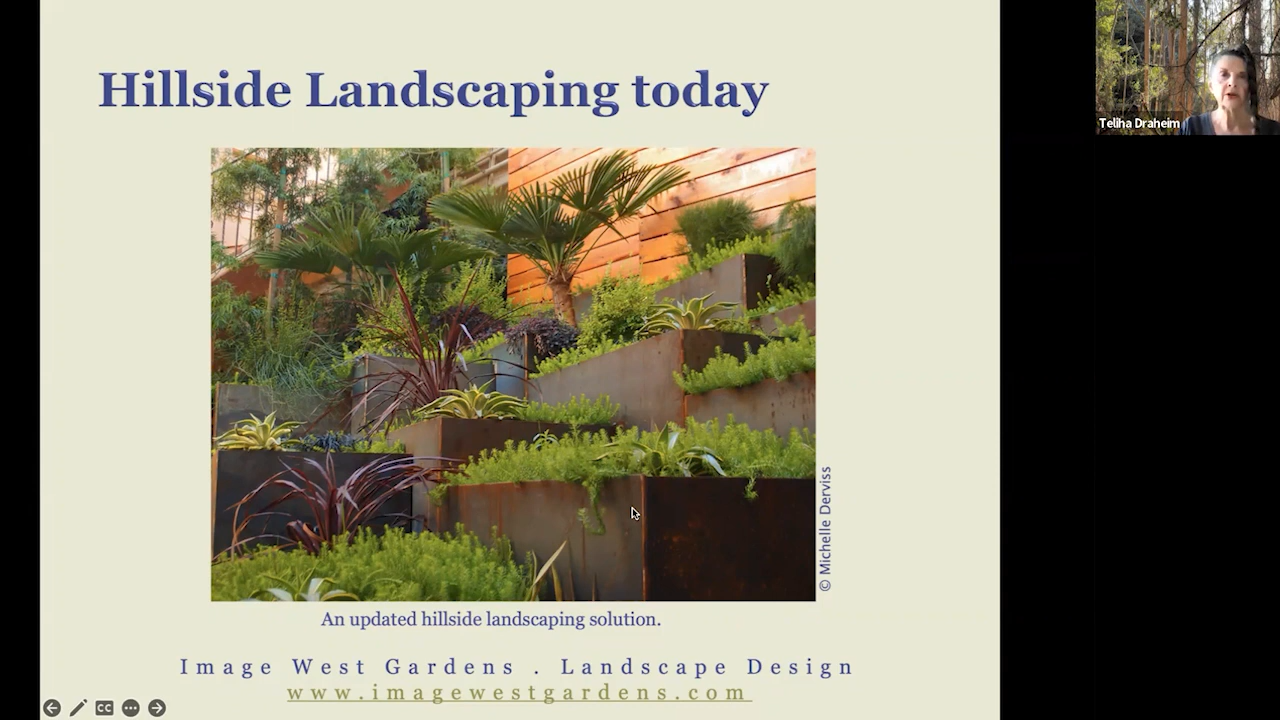 Hillside Landscaping today
Teliha Draheim
© Michelle Derviss
An updated hillside landscaping solution.
Image West Gardens . Landscape Design
www.imagewestgardens.com
CC